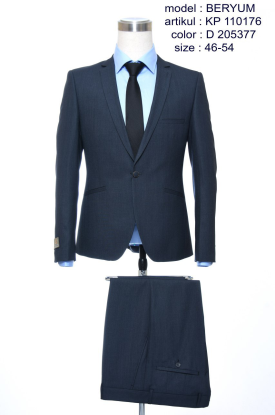 model : BERYUM
artikul : KP 110176
color : D 205377
size : 46-54